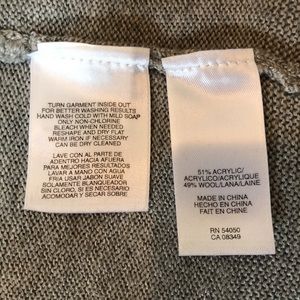 TURN GARMENT INSIDE OUT
FOR BETTER WASHING RESULTS
HAND WASH COLD WITH MILD SOAP
ONLY NON-CHLORINE
BLEACH WHEN NEEDED
RESHAPE AND DRY FLAT
WARM IRON IF NECESSARY
CAN BE DRY CLEANED
LAVE CON AL PARTE DE
ADENTRO HACIA AFUERA
PARA MEJORES RESULTADOS
LAVAR A MANO CON AGUA
FRIA USAR JABON SUAVE
SOLAMENTE BLANQUEADOR
SIN CLORO, SI ES NECESARIO
ACOMODAR Y SECAR SOBRE
51% ACRYLIC/
ACRYLICO/ACRYLIQUE
49% WOOL/LANA/LAINE
MADE IN CHINA
HECHO EN CHINA
FAIT EN CHINE
RN 54050
CA 08349